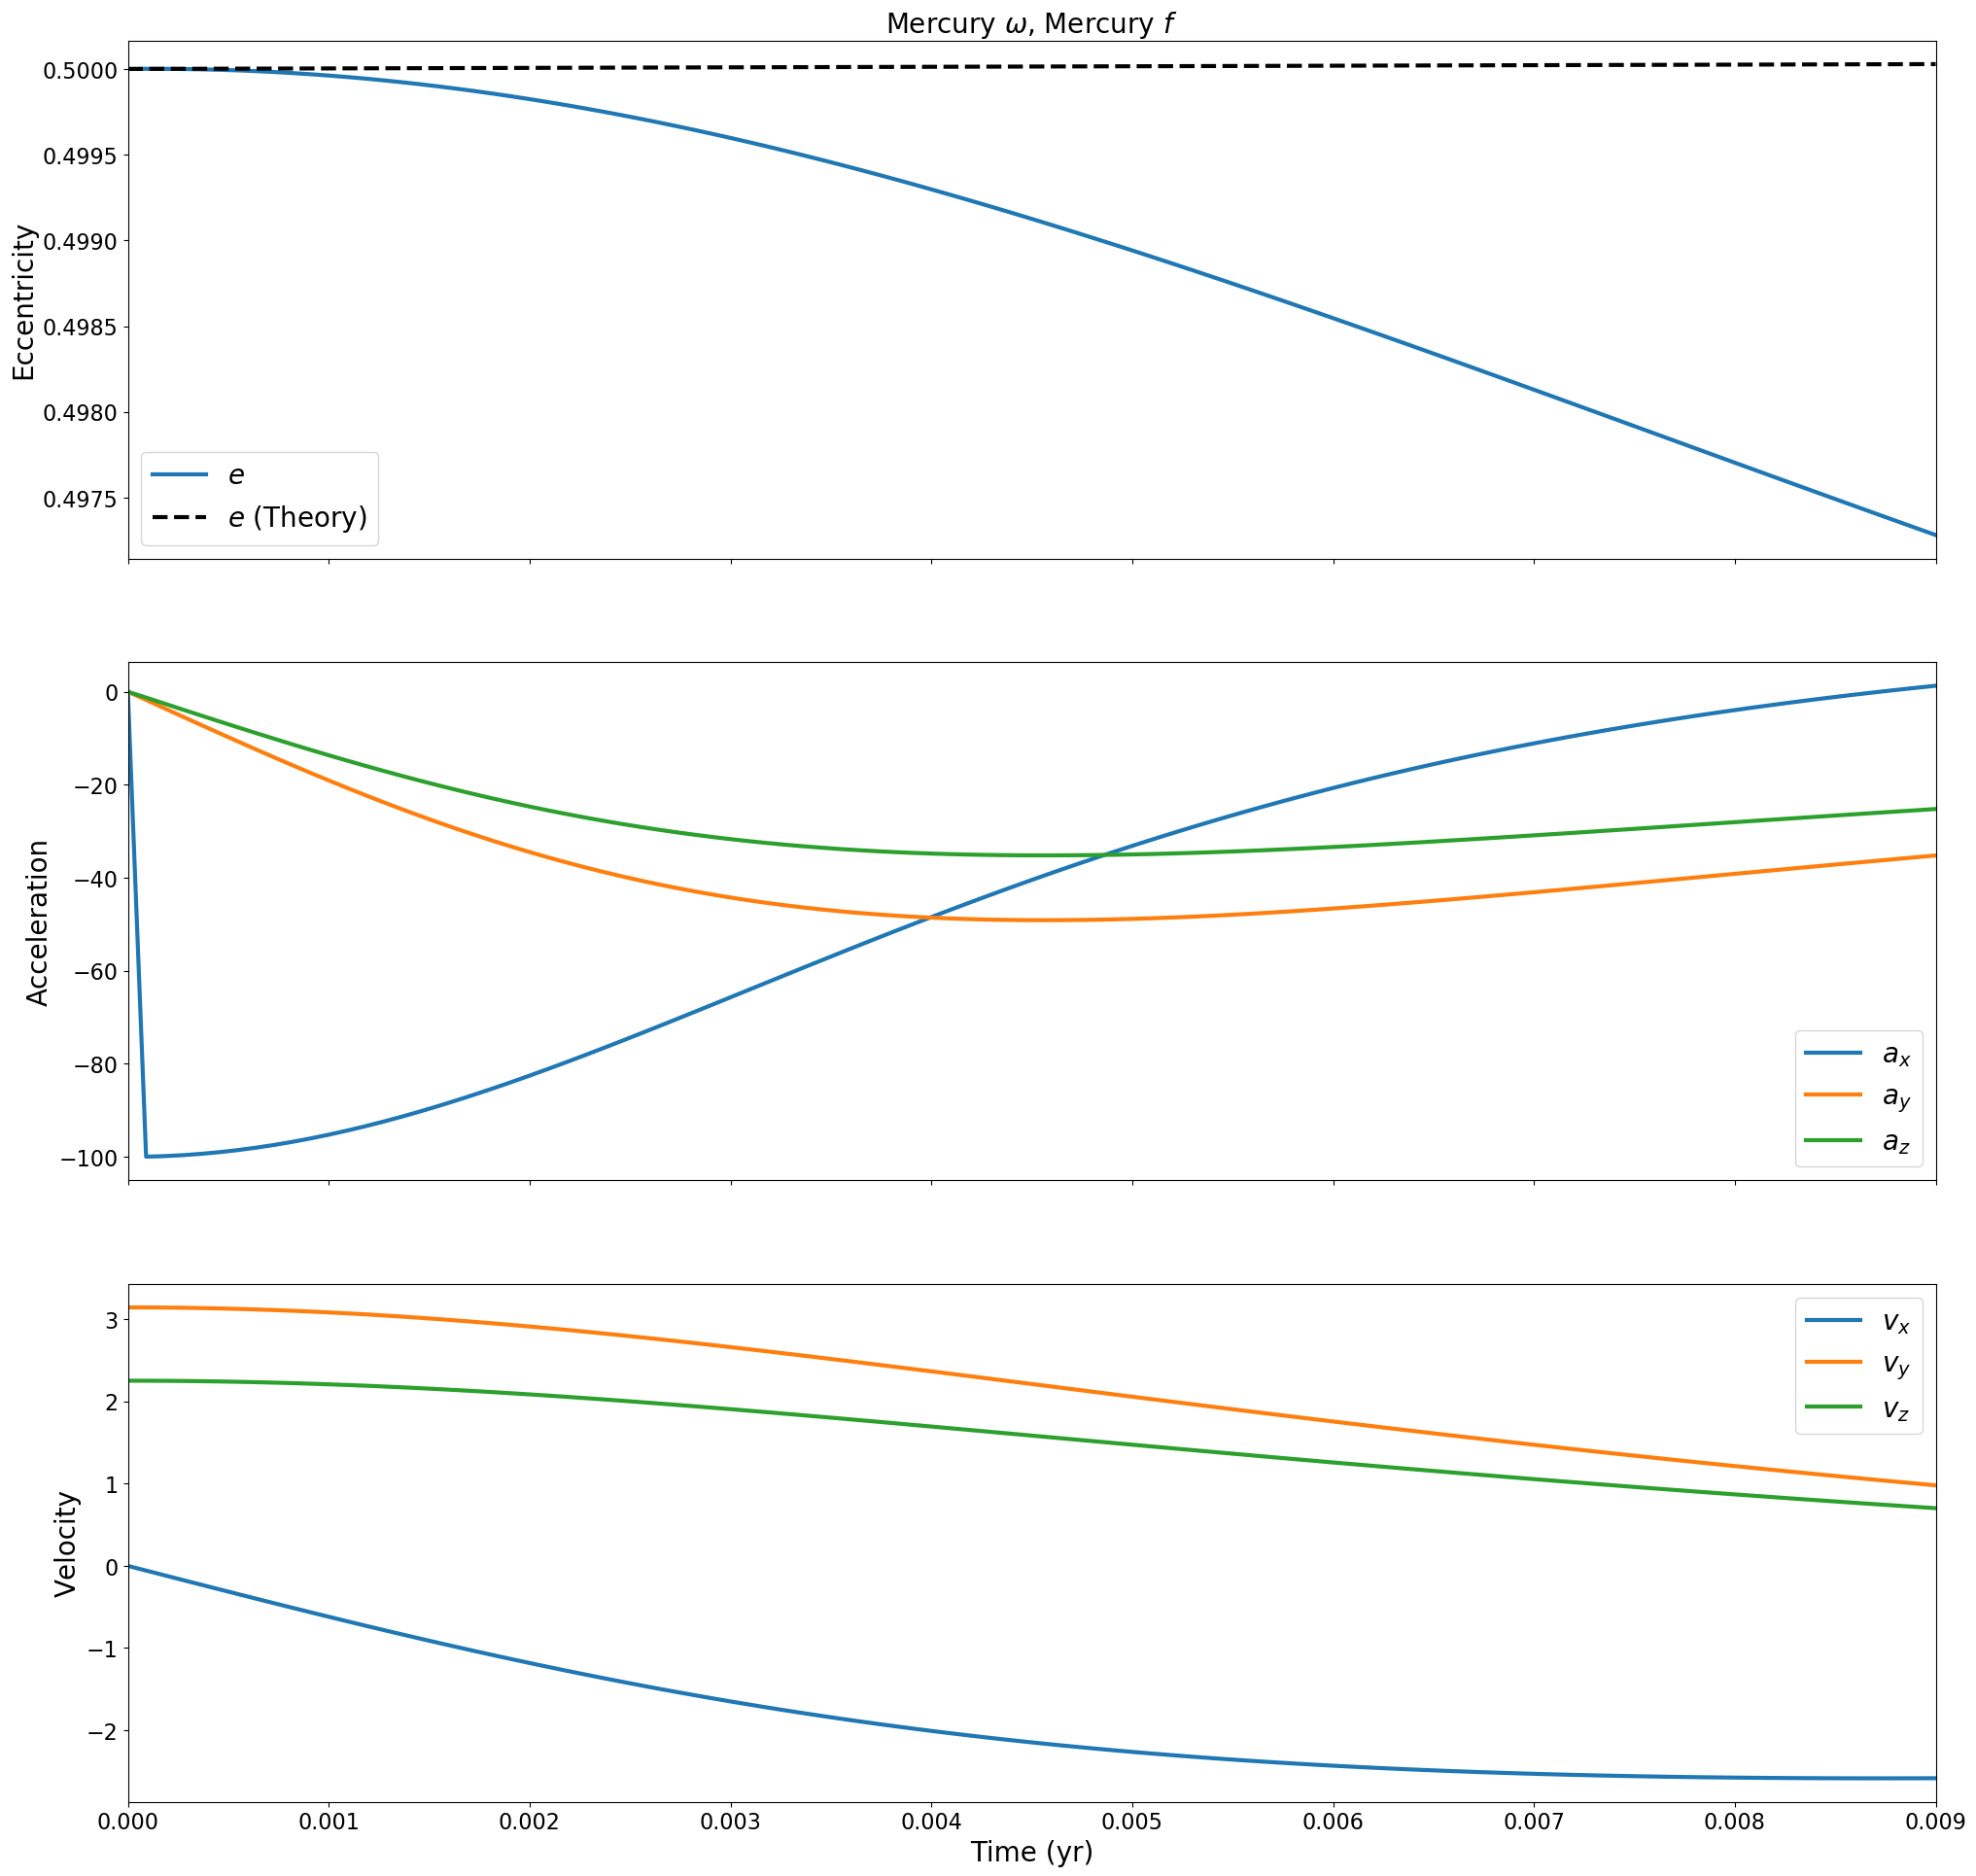 Mercury ω, Mercury f
Eccentricity
0.5000
0.4995
0.4990
0.4985
0.4980
0.4975
e
e (Theory)
Acceleration
0
−20
−40
−60
−80
−100
a_x
a_y
a_z
Velocity
3
2
1
0
−1
−2
v_x
v_y
v_z
0.000 0.001 0.002 0.003 0.004 0.005 0.006 0.007 0.008 0.009
Time (yr)